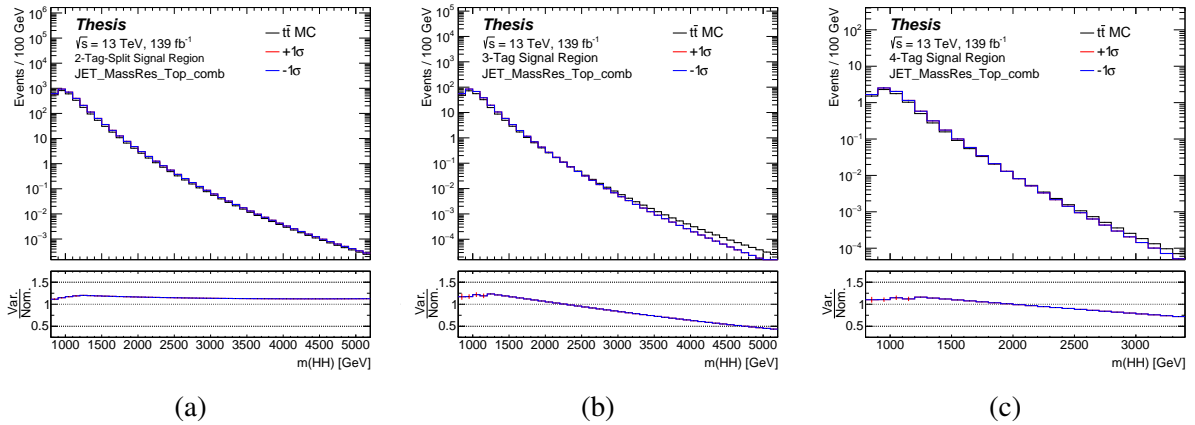 Events / 100 GeV
10⁶
10⁵
10⁴
10³
10²
10
1
10⁻¹
10⁻²
10⁻³
Thesis
√s = 13 TeV, 139 fb⁻¹
2-Tag-Split Signal Region
JET_MassRes_Top_comb
tt̄ MC
+1σ
-1σ
Var.
Nom.
1.5
1
0.5
1000 1500 2000 2500 3000 3500 4000 4500 5000
m(HH) [GeV]
(a)
Events / 100 GeV
10⁶
10⁵
10⁴
10³
10²
10
1
10⁻¹
10⁻²
10⁻³
10⁻⁴
Thesis
√s = 13 TeV, 139 fb⁻¹
3-Tag Signal Region
JET_MassRes_Top_comb
tt̄ MC
+1σ
-1σ
Var.
Nom.
1.5
1
0.5
1000 1500 2000 2500 3000 3500 4000 4500 5000
m(HH) [GeV]
(b)
Events / 100 GeV
10⁴
10³
10²
10
1
10⁻¹
10⁻²
10⁻³
10⁻⁴
Thesis
√s = 13 TeV, 139 fb⁻¹
4-Tag Signal Region
JET_MassRes_Top_comb
tt̄ MC
+1σ
-1σ
Var.
Nom.
1.5
1
0.5
1000 1500 2000 2500 3000
m(HH) [GeV]
(c)